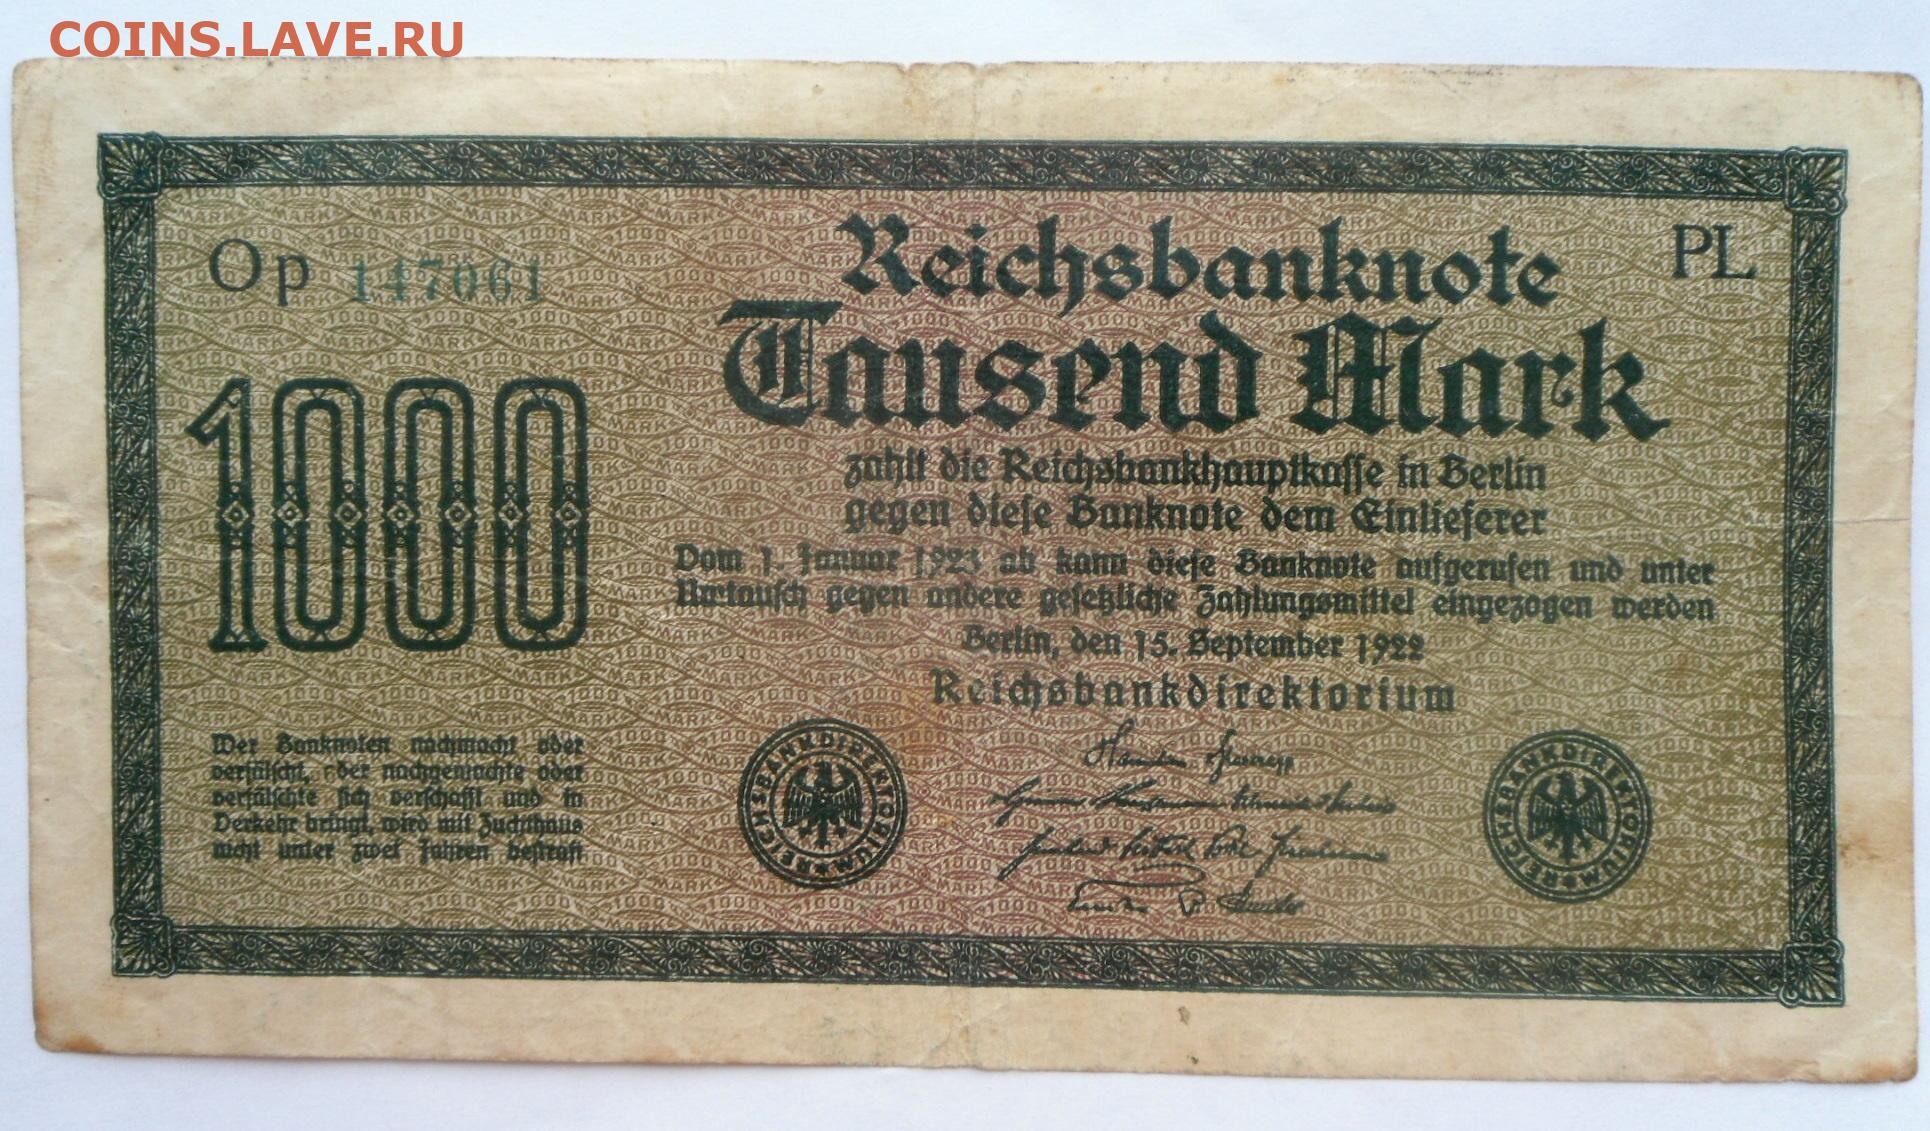 COINS.LAVE.RU
Op 147061
PL
Reichsbanknote
Tausend Mark
1000
zahlt die Reichsbankhauptkasse in Berlin
gegen diese Banknote dem Einlieferer
Vom 1. Januar 1923 ab kann diese Banknote aufgerufen und unter
Umtausch gegen andere gesetzliche Zahlungsmittel eingezogen werden
Berlin, den 15. September 1922
Reichsbankdirektorium
Wer Banknoten nachmacht oder
verfälscht, oder nachgemachte oder
verfälschte sich verschafft und in
Verkehr bringt, wird mit Zuchthaus
nicht unter zwei Jahren bestraft
REICHSBANKDIREKTORIUM
REICHSBANKDIREKTORIUM